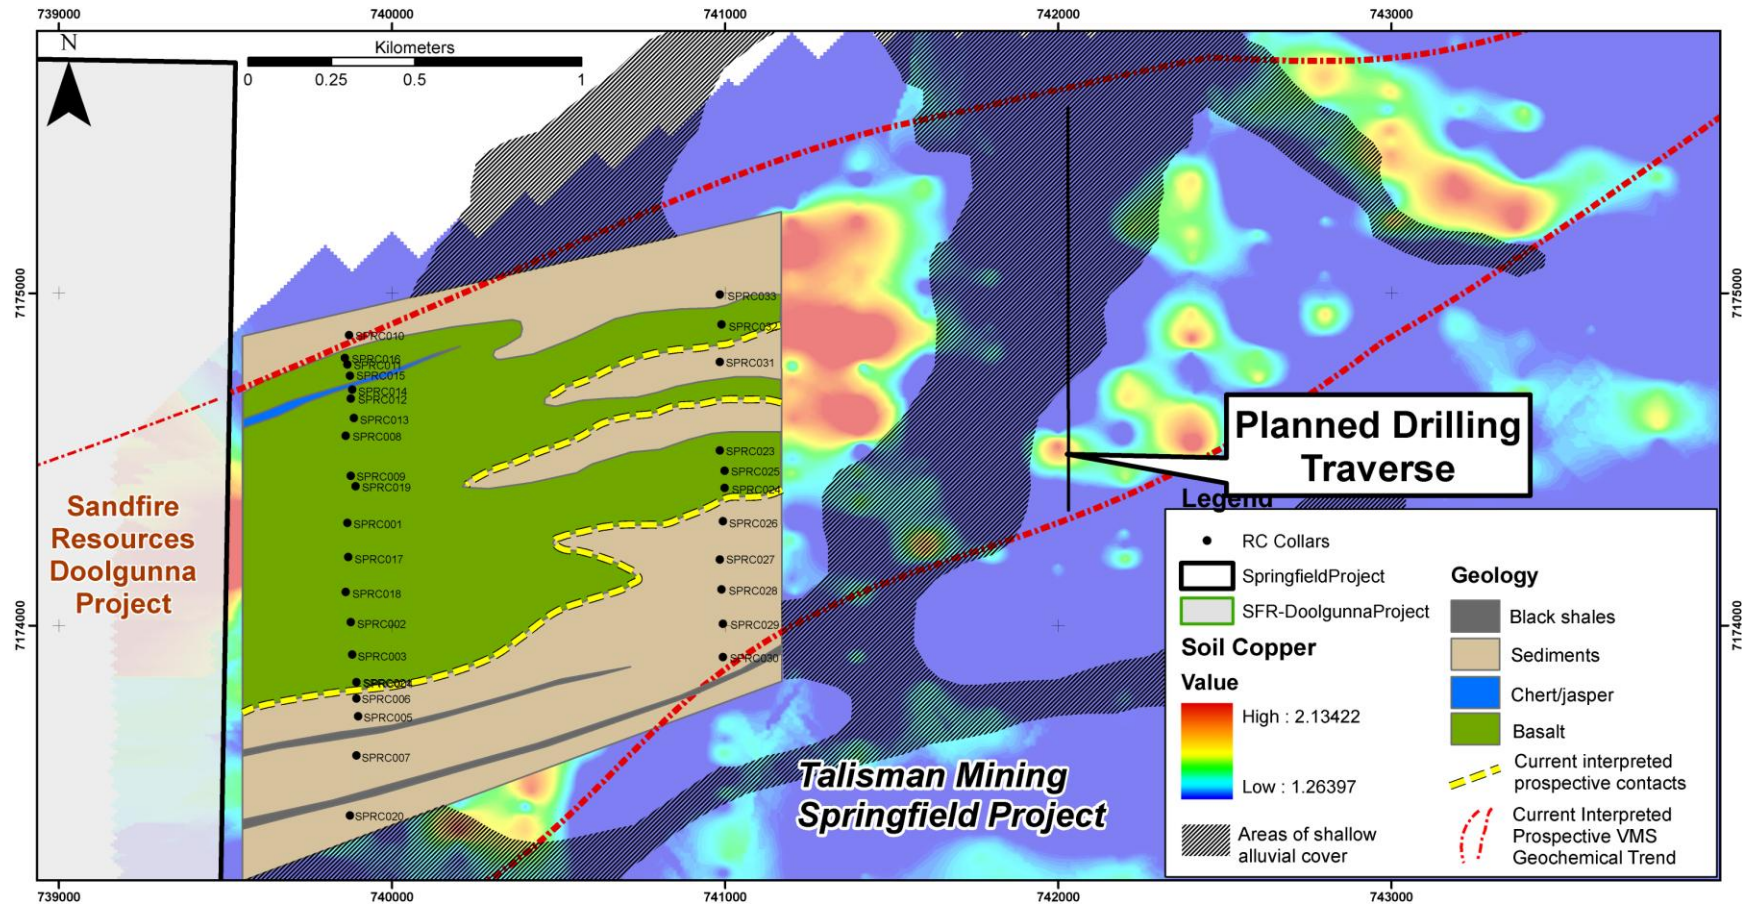 739000
740000
741000
742000
743000
N
Kilometers
0
0.25
0.5
1
7175000
7175000
7174000
7174000
SPRC010
SPRC016
SPRC011
SPRC015
SPRC014
SPRC012
SPRC013
SPRC008
SPRC009
SPRC019
SPRC001
SPRC017
SPRC018
SPRC002
SPRC003
SPRC006
SPRC005
SPRC007
SPRC020
SPRC033
SPRC032
SPRC031
SPRC023
SPRC025
SPRC024
SPRC026
SPRC027
SPRC028
SPRC029
SPRC030
Sandfire
Resources
Doolgunna
Project
Planned Drilling
Traverse
Talisman Mining
Springfield Project
Legend
RC Collars
SpringfieldProject
SFR-DoolgunnaProject
Soil Copper
Value
High : 2.13422
Low : 1.26397
Areas of shallow
alluvial cover
Geology
Black shales
Sediments
Chert/jasper
Basalt
Current interpreted
prospective contacts
Current Interpreted
Prospective VMS
Geochemical Trend
739000
740000
741000
742000
743000